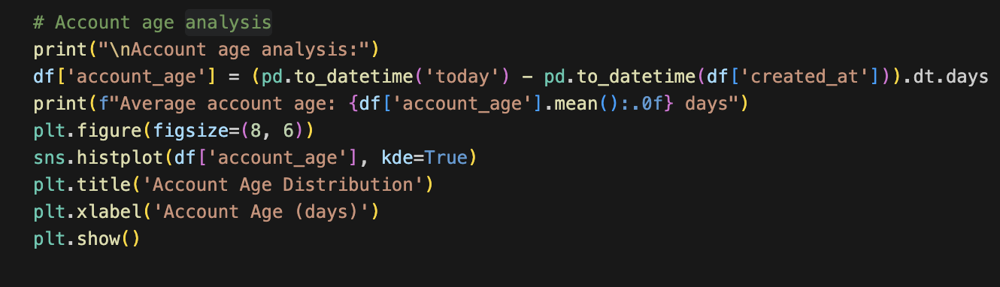 # Account age analysis
print("\nAccount age analysis:")
df['account_age'] = (pd.to_datetime('today') - pd.to_datetime(df['created_at'])).dt.days
print(f"Average account age: {df['account_age'].mean():.0f} days")
plt.figure(figsize=(8, 6))
sns.histplot(df['account_age'], kde=True)
plt.title('Account Age Distribution')
plt.xlabel('Account Age (days)')
plt.show()